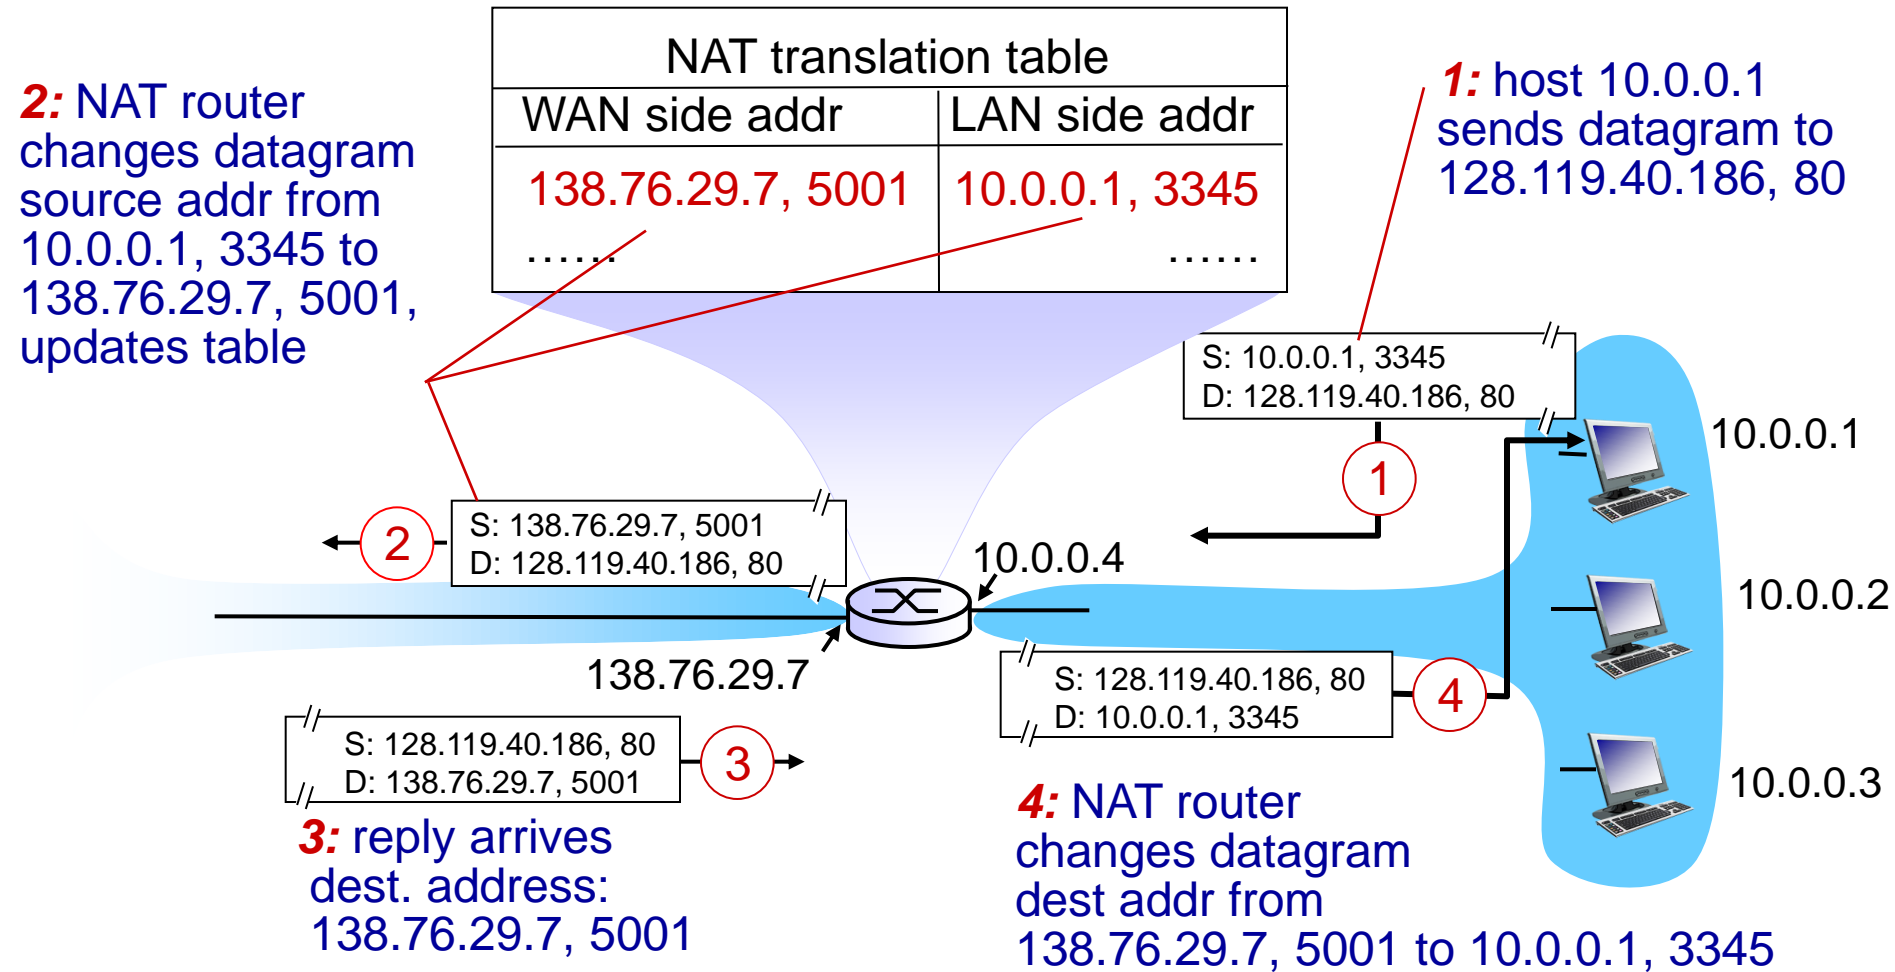 NAT translation table
WAN side addr
LAN side addr
138.76.29.7, 5001
10.0.0.1, 3345
......
......
2: NAT router
changes datagram
source addr from
10.0.0.1, 3345 to
138.76.29.7, 5001,
updates table
1: host 10.0.0.1
sends datagram to
128.119.40.186, 80
S: 10.0.0.1, 3345
D: 128.119.40.186, 80
1
10.0.0.1
S: 138.76.29.7, 5001
D: 128.119.40.186, 80
2
10.0.0.4
10.0.0.2
138.76.29.7
S: 128.119.40.186, 80
D: 10.0.0.1, 3345
4
S: 128.119.40.186, 80
D: 138.76.29.7, 5001
3
10.0.0.3
3: reply arrives
dest. address:
138.76.29.7, 5001
4: NAT router
changes datagram
dest addr from
138.76.29.7, 5001 to 10.0.0.1, 3345